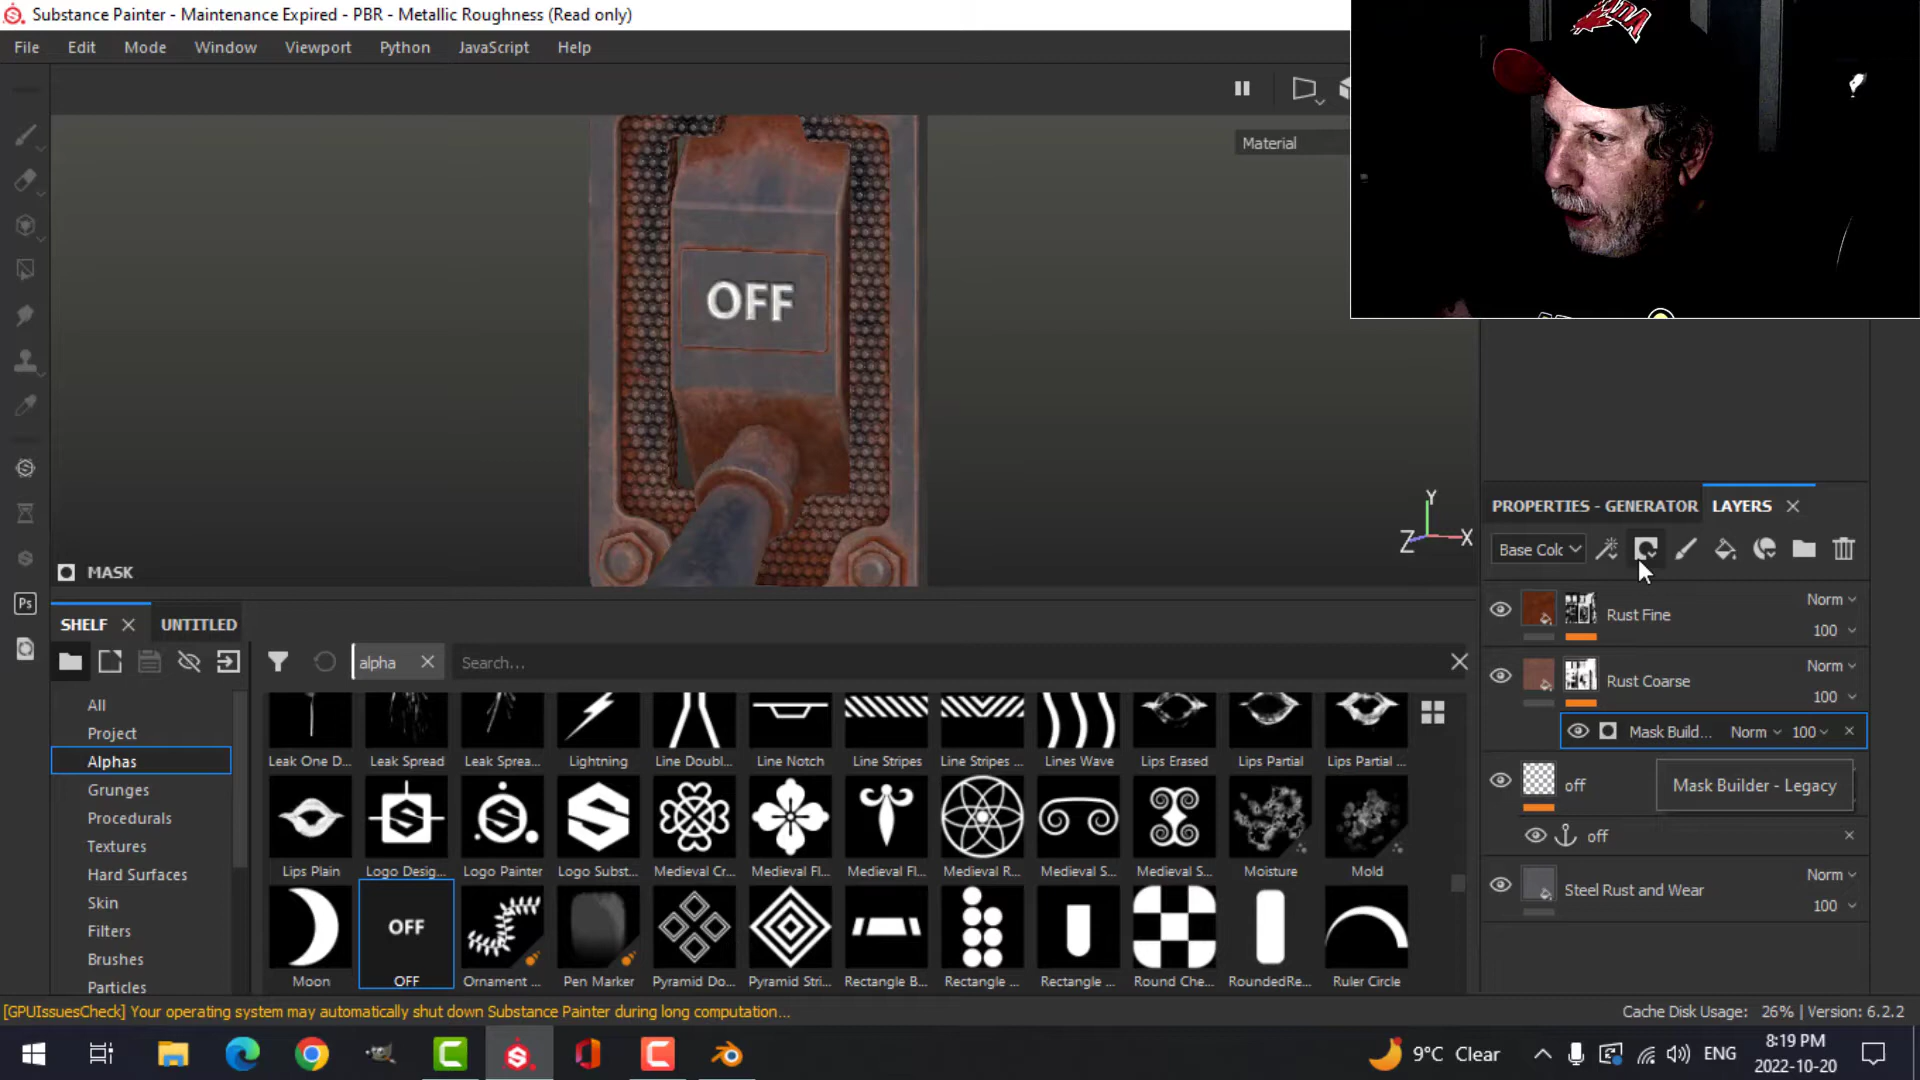 Substance Painter - Maintenance Expired - PBR - Metallic Roughness (Read only)
File Edit Mode Window Viewport Python JavaScript Help
Material
OFF
Y
Z X
MASK
PROPERTIES - GENERATOR LAYERS
Base Colc
Rust Fine Norm 100
Rust Coarse Norm 100
Mask Build... Norm 100
off
Mask Builder - Legacy
off
Steel Rust and Wear Norm 100
SHELF UNTITLED
alpha Search...
All
Project
Alphas
Grunges
Procedurals
Textures
Hard Surfaces
Skin
Filters
Brushes
Particles
Leak One D... Leak Spread Leak Sprea... Lightning Line Doubl... Line Notch Line Stripes Line Stripes ... Lines Wave Lips Erased Lips Partial Lips Partial ...
Lips Plain Logo Desig... Logo Painter Logo Subst... Medieval Cr... Medieval Fl... Medieval Fl... Medieval R... Medieval S... Medieval S... Moisture Mold
OFF
Moon OFF Ornament ... Pen Marker Pyramid Do... Pyramid Stri... Rectangle B... Rectangle ... Rectangle ... Round Che... RoundedRe... Ruler Circle
Ps
[GPUIssuesCheck] Your operating system may automatically shut down Substance Painter during long computation...
Cache Disk Usage: 26% | Version: 6.2.2
9°C Clear ENG 8:19 PM
2022-10-20